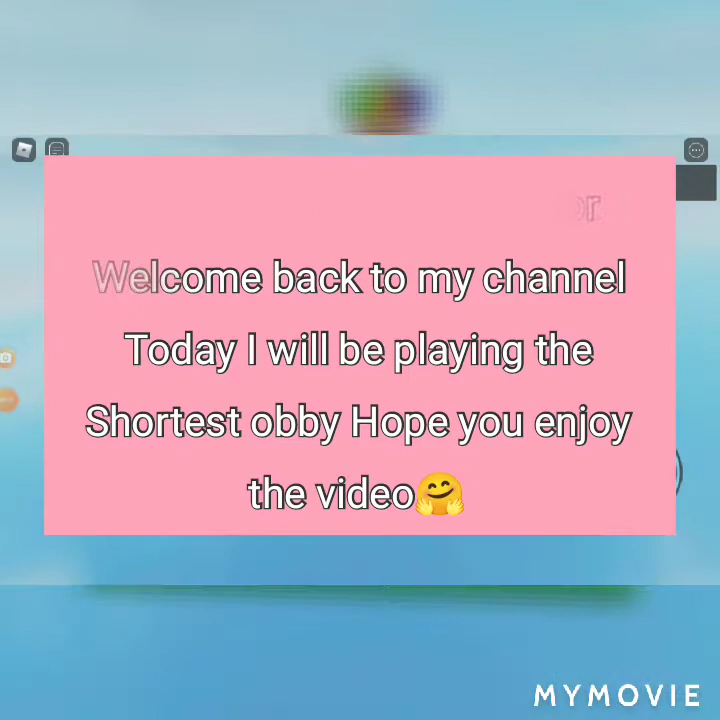 Welcome back to my channel
Today I will be playing the
Shortest obby Hope you enjoy
the video🤗
MYMOVIE